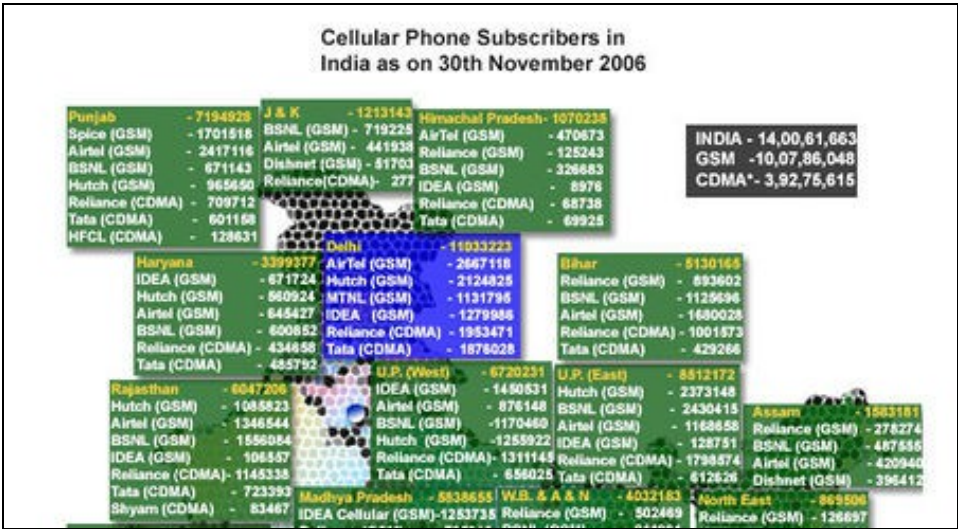 Cellular Phone Subscribers in
India as on 30th November 2006
Punjab - 7194928
Spice (GSM) - 1701518
Airtel (GSM) - 2417116
BSNL (GSM) - 671143
Hutch (GSM) - 965650
Reliance (CDMA) - 709712
Tata (CDMA) - 601158
HFCL (CDMA) - 128631
J & K - 1213143
BSNL (GSM) - 719225
Airtel (GSM) - 441938
Dishnet (GSM) - 51703
Reliance(CDMA)- 277
Himachal Pradesh- 1070238
AirTel (GSM) - 470673
Reliance (GSM) - 125243
BSNL (GSM) - 326683
IDEA (GSM) - 8976
Reliance (CDMA) - 68738
Tata (CDMA) - 69925
INDIA - 14,00,61,663
GSM -10,07,86,048
CDMA*- 3,92,75,615
Haryana - 3399377
IDEA (GSM) - 671724
Hutch (GSM) - 560924
Airtel (GSM) - 645427
BSNL (GSM) - 600852
Reliance (CDMA) - 434658
Tata (CDMA) - 485792
Delhi - 11033223
AirTel (GSM) - 2667118
Hutch (GSM) - 2124825
MTNL (GSM) - 1131795
IDEA (GSM) - 1279986
Reliance (CDMA) - 1953471
Tata (CDMA) - 1876028
Bihar - 5130165
Reliance (GSM) - 893602
BSNL (GSM) - 1125696
Airtel (GSM) - 1680028
Reliance (CDMA) - 1001573
Tata (CDMA) - 429266
Rajasthan - 6047206
Hutch (GSM) - 1085823
Airtel (GSM) - 1346544
BSNL (GSM) - 1556084
IDEA (GSM) - 106557
Reliance (CDMA)- 1145338
Tata (CDMA) - 723393
Shyam (CDMA) - 83467
U.P. (West) - 6720231
IDEA (GSM) - 1450531
Airtel (GSM) - 876148
BSNL (GSM) -1170460
Hutch (GSM) -1255922
Reliance (CDMA)- 1311145
Tata (CDMA) - 656025
U.P. (East) - 8512172
Hutch (GSM) - 2373148
BSNL (GSM) - 2430415
Airtel (GSM) - 1168658
IDEA (GSM) - 128751
Reliance (CDMA) - 1798574
Tata (CDMA) - 612626
Assam - 1583181
Reliance (GSM) - 278274
BSNL (GSM) - 487555
Airtel (GSM) - 420940
Dishnet (GSM) - 396412
Madhya Pradesh - 5838655
IDEA Cellular (GSM)-1253735
W.B. & A & N - 4032183
Reliance (GSM) - 502469
North East - 869506
Reliance (GSM) - 126697